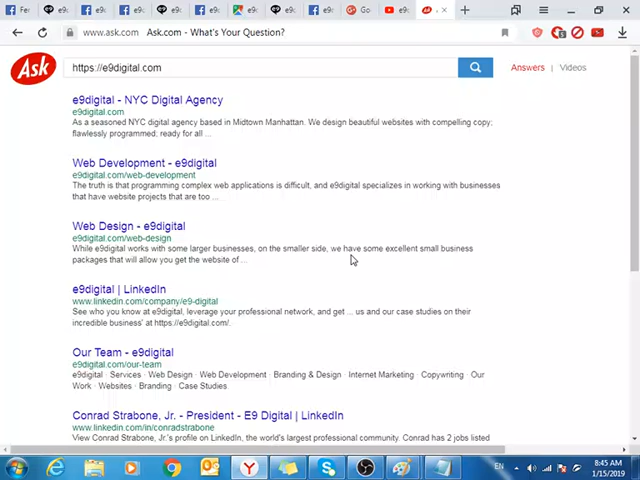 Fer
e9
e9c
e9
e9
e9
e9
e9
Go
e9c
a
www.ask.com Ask.com - What's Your Question?
Ask
https://e9digital.com
Answers | Videos
e9digital - NYC Digital Agency
e9digital.com
As a seasoned NYC digital agency based in Midtown Manhattan. We design beautiful websites with compelling copy;
flawlessly programmed; ready for all ...
Web Development - e9digital
e9digital.com/web-development
The truth is that programming complex web applications is difficult, and e9digital specializes in working with businesses
that have website projects that are too ...
Web Design - e9digital
e9digital.com/web-design
While e9digital works with some larger businesses, on the smaller side, we have some excellent small business
packages that will allow you get the website of ...
e9digital | LinkedIn
www.linkedin.com/company/e9-digital
See who you know at e9digital, leverage your professional network, and get ... us and our case studies on their
incredible business' at https://e9digital.com/.
Our Team - e9digital
e9digital.com/our-team
e9digital · Services · Web Design · Web Development · Branding & Design · Internet Marketing · Copywriting · Our
Work · Websites · Branding · Case Studies
Conrad Strabone, Jr. - President - E9 Digital | LinkedIn
www.linkedin.com/in/conradstrabone
View Conrad Strabone, Jr.'s profile on LinkedIn, the world's largest professional community. Conrad has 2 jobs listed
EN
8:45 AM
1/15/2019